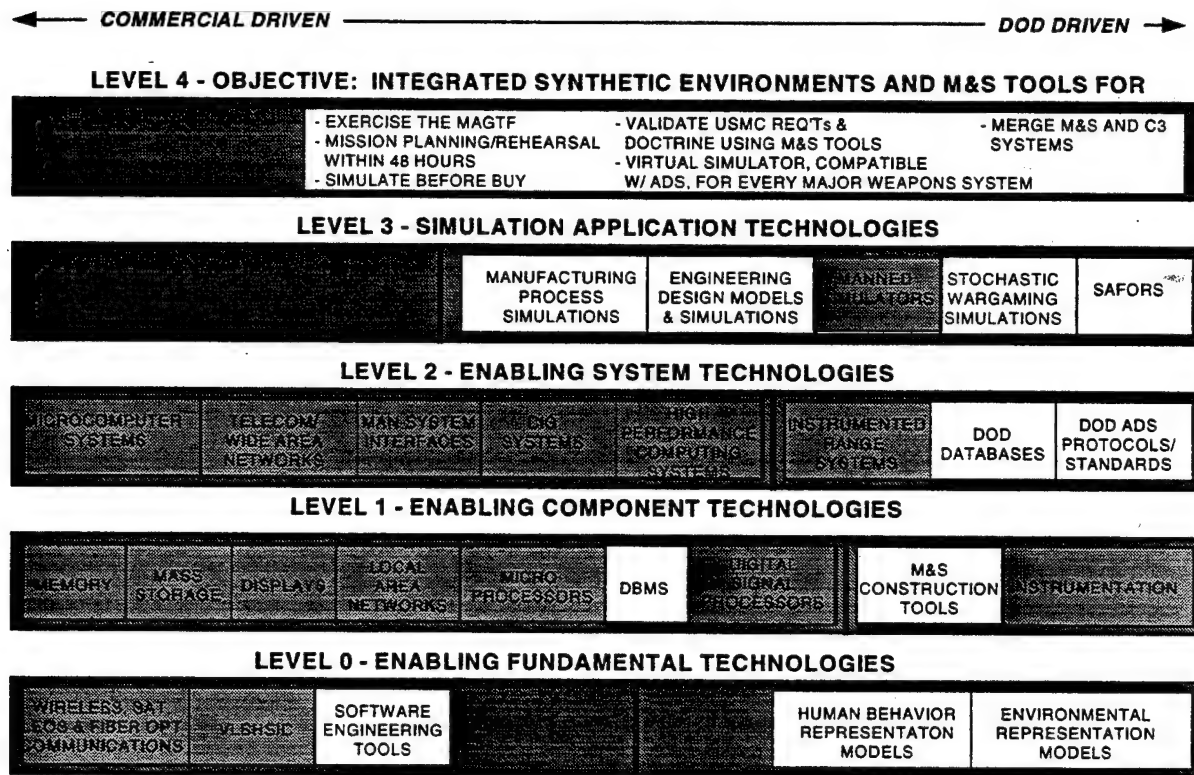 COMMERCIAL DRIVEN
DOD DRIVEN
LEVEL 4 - OBJECTIVE: INTEGRATED SYNTHETIC ENVIRONMENTS AND M&S TOOLS FOR
- EXERCISE THE MAGTF
- MISSION PLANNING/REHEARSAL
WITHIN 48 HOURS
- SIMULATE BEFORE BUY
- VALIDATE USMC REQ'Ts &
DOCTRINE USING M&S TOOLS
- VIRTUAL SIMULATOR, COMPATIBLE
W/ ADS, FOR EVERY MAJOR WEAPONS SYSTEM
- MERGE M&S AND C3
SYSTEMS
LEVEL 3 - SIMULATION APPLICATION TECHNOLOGIES
MANUFACTURING
PROCESS
SIMULATIONS
ENGINEERING
DESIGN MODELS
& SIMULATIONS
MANNED
SIMULATORS
STOCHASTIC
WARGAMING
SIMULATIONS
SAFORS
LEVEL 2 - ENABLING SYSTEM TECHNOLOGIES
MICROCOMPUTER
SYSTEMS
TELECOM/
WIDE AREA
NETWORKS
MAN-SYSTEM
INTERFACES
CIG
SYSTEMS
HIGH
PERFORMANCE
COMPUTING
SYSTEMS
INSTRUMENTED
RANGE
SYSTEMS
DOD
DATABASES
DOD ADS
PROTOCOLS/
STANDARDS
LEVEL 1 - ENABLING COMPONENT TECHNOLOGIES
MEMORY
MASS
STORAGE
DISPLAYS
LOCAL
AREA
NETWORKS
MICRO-
PROCESSORS
DBMS
DIGITAL
SIGNAL
PROCESSORS
M&S
CONSTRUCTION
TOOLS
INSTRUMENTATION
LEVEL 0 - ENABLING FUNDAMENTAL TECHNOLOGIES
WIRELESS, SAT,
& FIBER OPT
COMMUNICATIONS
SOFTWARE
ENGINEERING
TOOLS
HUMAN BEHAVIOR
REPRESENTATON
MODELS
ENVIRONMENTAL
REPRESENTATION
MODELS